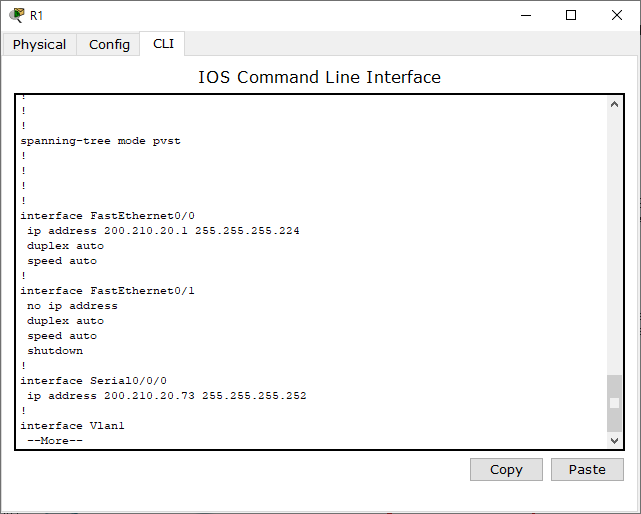 R1
Physical Config CLI
IOS Command Line Interface
!
!
!
spanning-tree mode pvst
!
!
!
!
interface FastEthernet0/0
 ip address 200.210.20.1 255.255.255.224
 duplex auto
 speed auto
!
interface FastEthernet0/1
 no ip address
 duplex auto
 speed auto
 shutdown
!
interface Serial0/0/0
 ip address 200.210.20.73 255.255.255.252
!
interface Vlan1
 --More--
Copy Paste